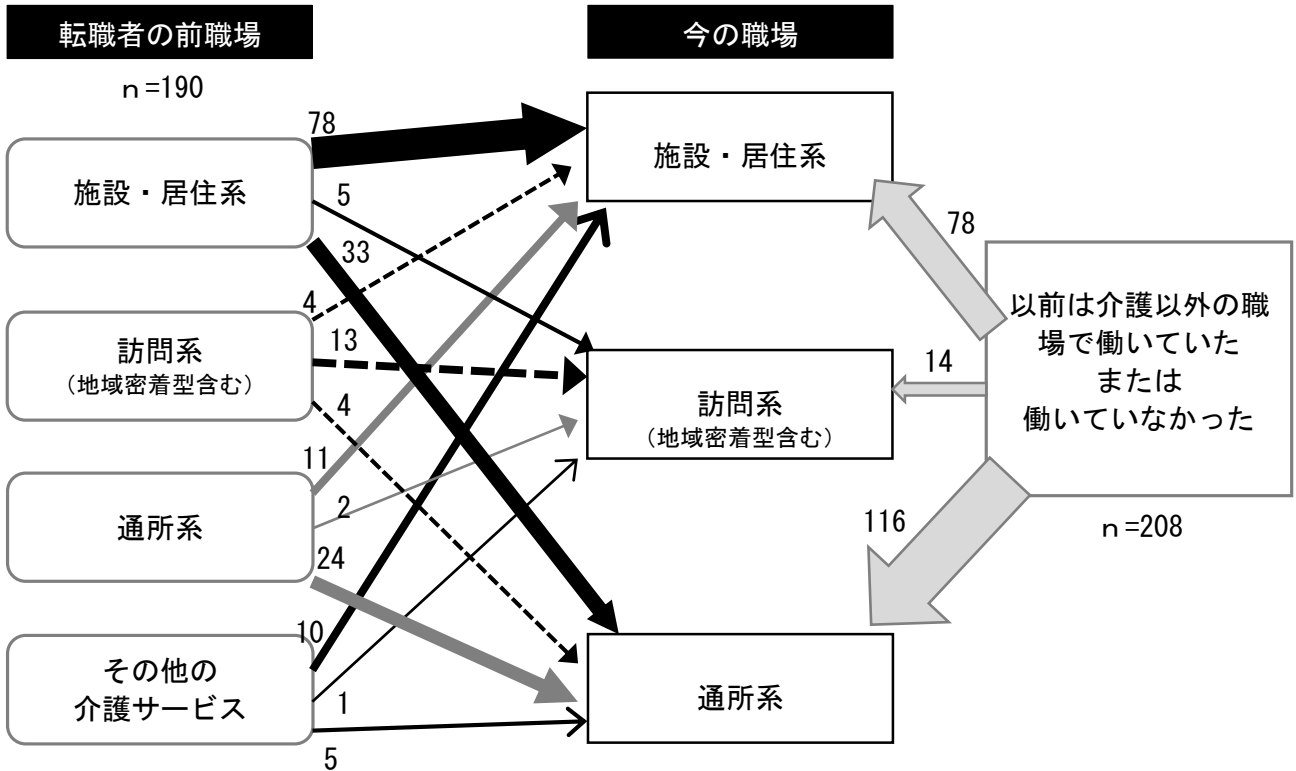 転職者の前職場
今の職場
n=190
78
施設・居住系
5
33
4
訪問系
(地域密着型含む)
13
4
11
通所系
2
24
10
その他の
介護サービス
1
5
施設・居住系
訪問系
(地域密着型含む)
通所系
78
14
116
以前は介護以外の職
場で働いていた
または
働いていなかった
n=208